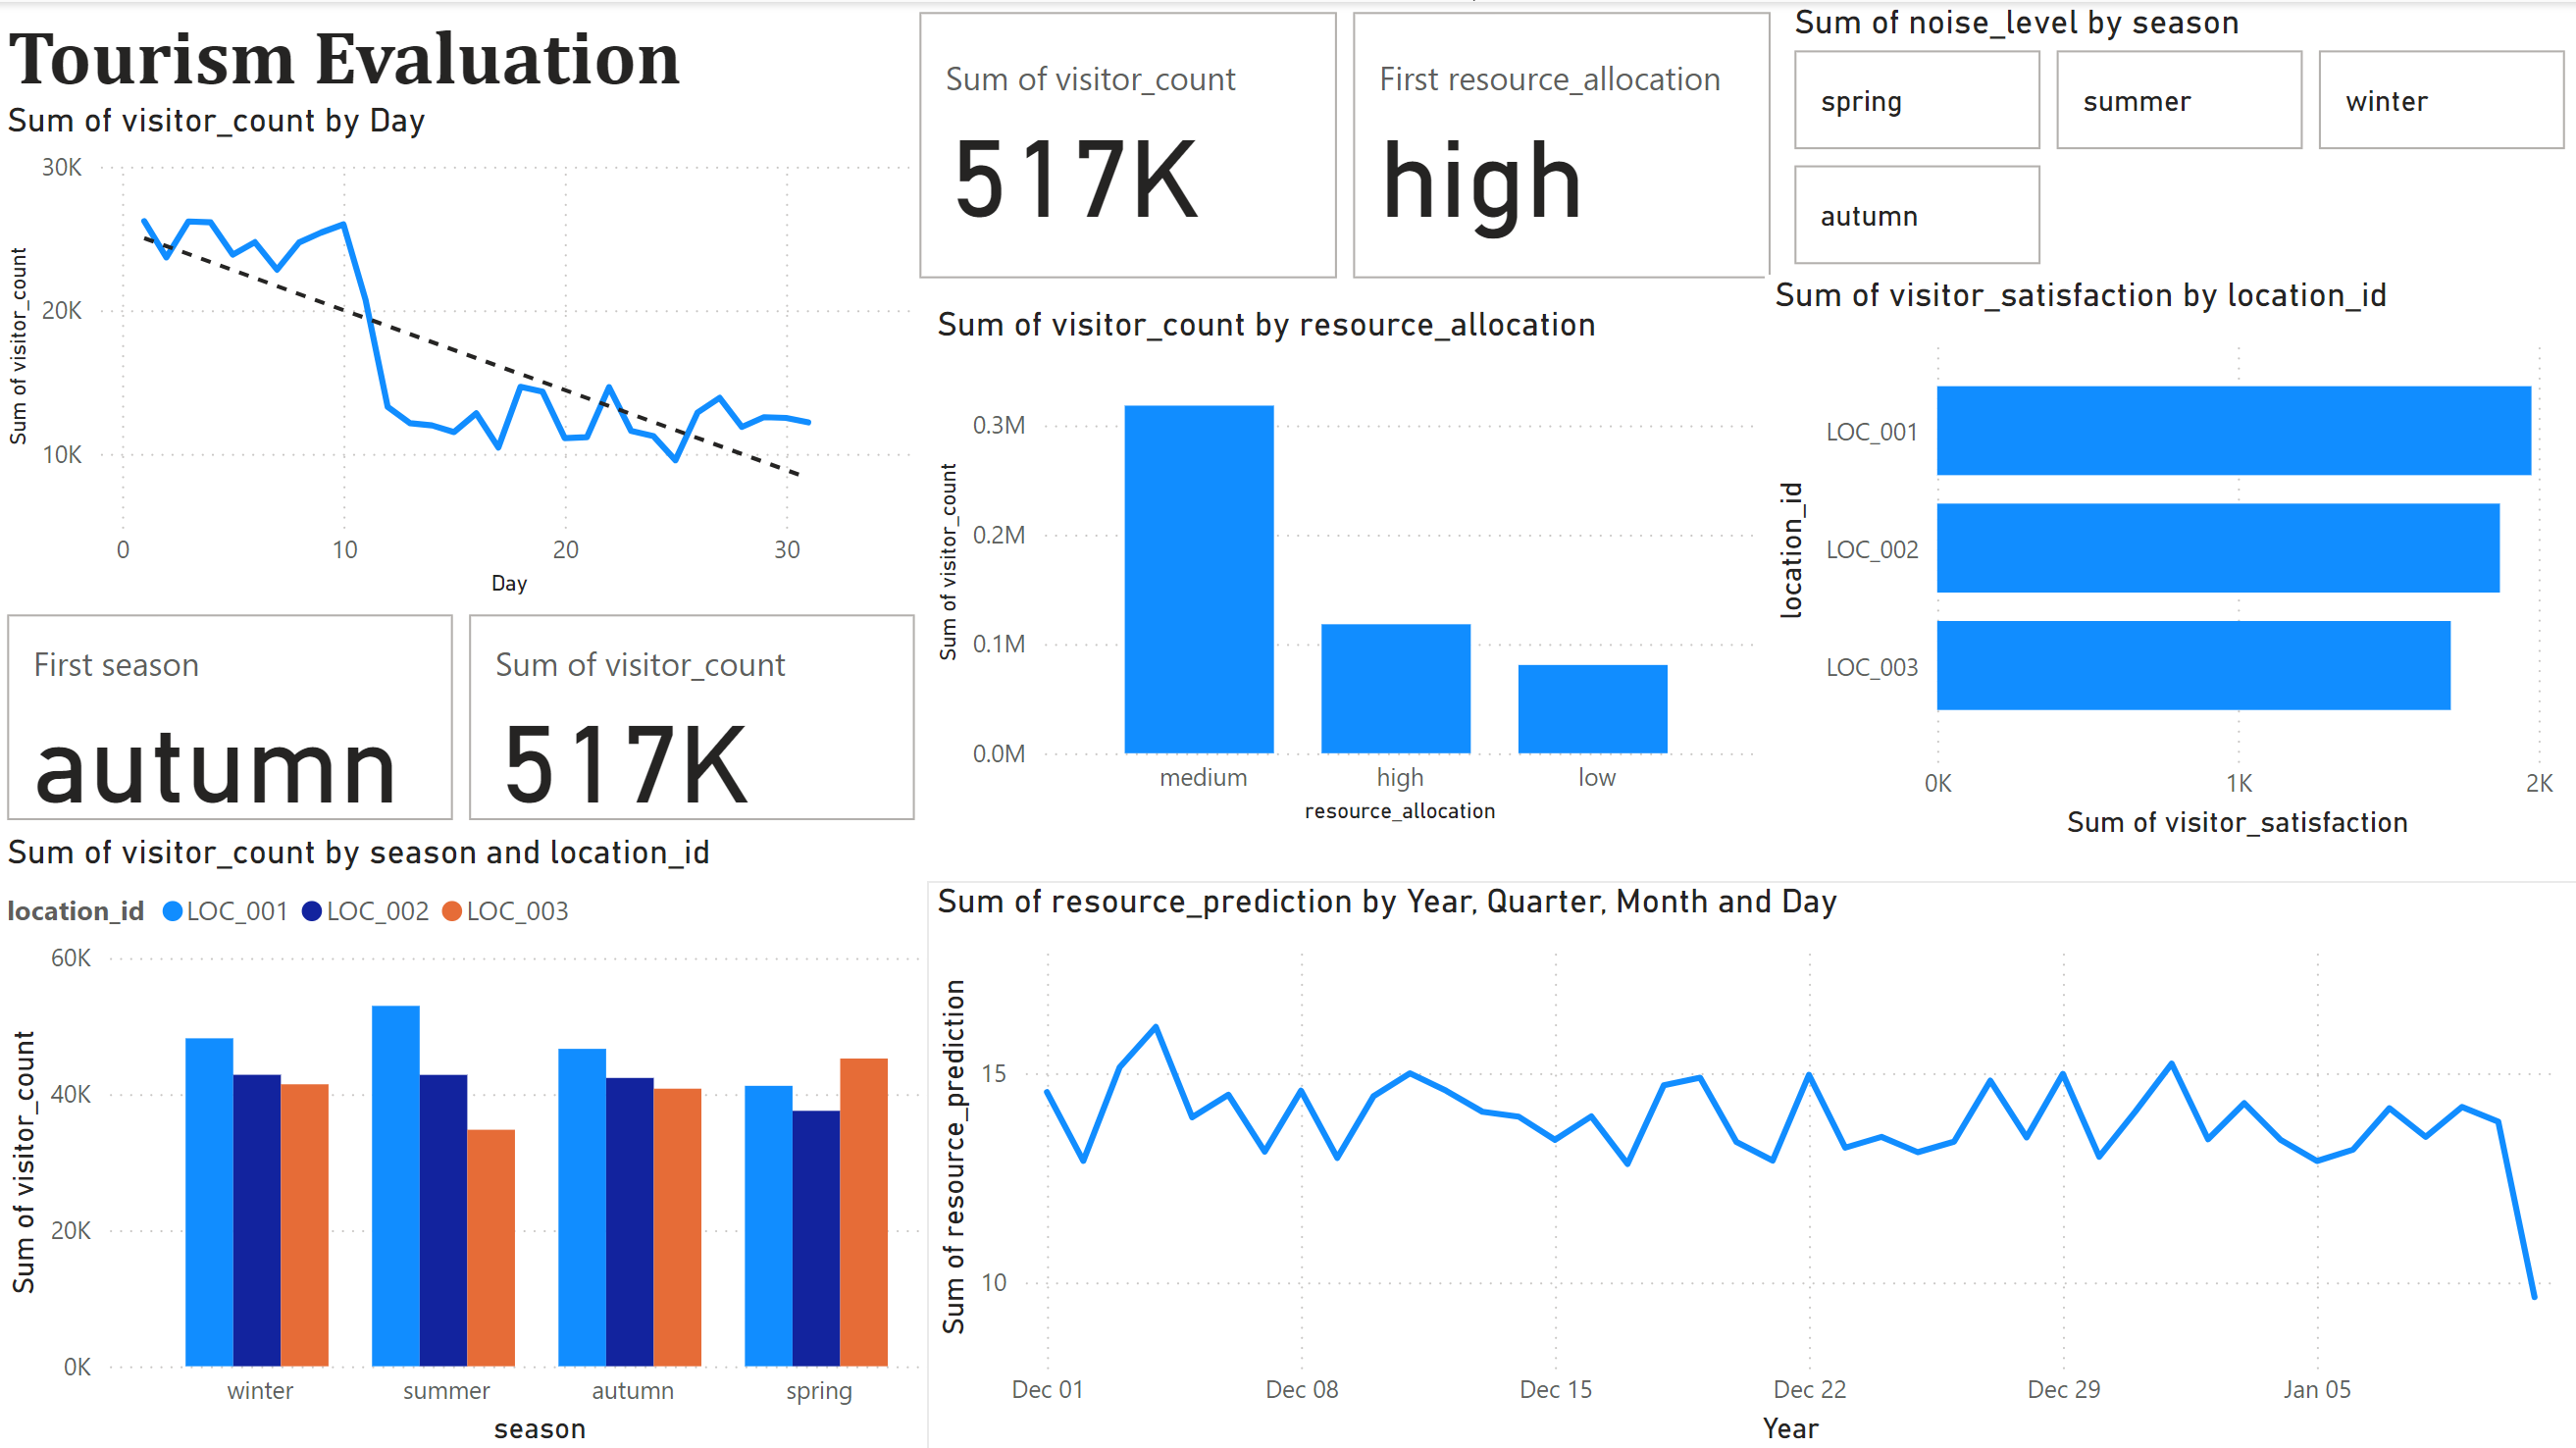 Tourism Evaluation
Sum of visitor_count by Day
30K
20K
10K
Sum of visitor_count
0 10 20 30
Day
Sum of visitor_count
517K
First resource_allocation
high
Sum of noise_level by season
spring
summer
winter
autumn
Sum of visitor_count by resource_allocation
0.3M
0.2M
0.1M
0.0M
Sum of visitor_count
medium high low
resource_allocation
Sum of visitor_satisfaction by location_id
location_id
LOC_001
LOC_002
LOC_003
0K 1K 2K
Sum of visitor_satisfaction
First season
autumn
Sum of visitor_count
517K
Sum of visitor_count by season and location_id
location_id LOC_001 LOC_002 LOC_003
60K
40K
20K
0K
Sum of visitor_count
winter summer autumn spring
season
Sum of resource_prediction by Year, Quarter, Month and Day
15
10
Sum of resource_prediction
Dec 01 Dec 08 Dec 15 Dec 22 Dec 29 Jan 05
Year